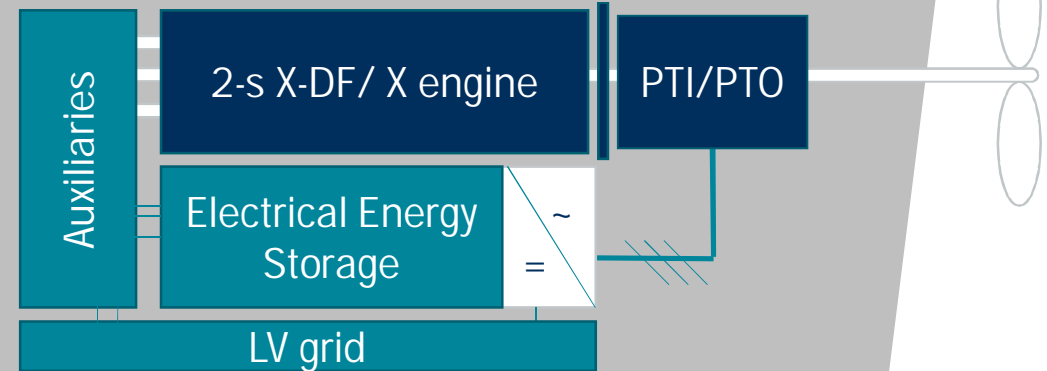 Auxiliaries
2-s X-DF/ X engine
PTI/PTO
Electrical Energy
Storage
~
=
LV grid